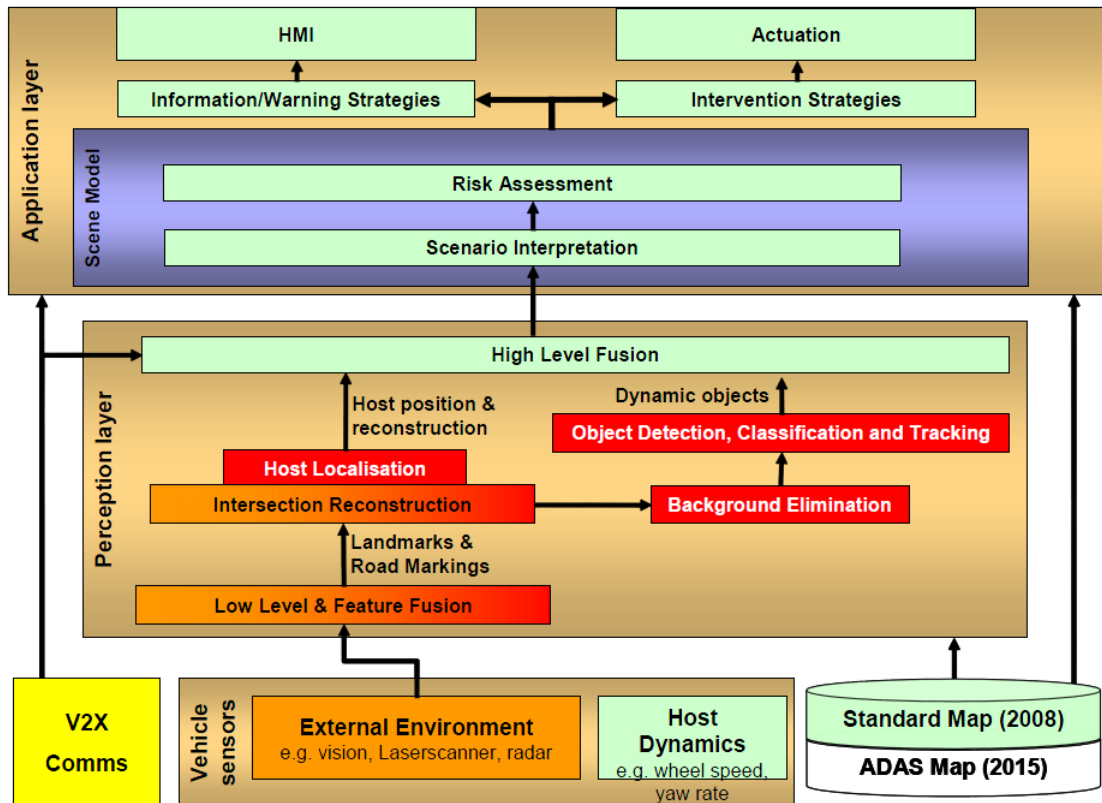 HMI
Actuation
Information/Warning Strategies
Intervention Strategies
Application layer
Scene Model
Risk Assessment
Scenario Interpretation
High Level Fusion
Perception layer
Host position &
reconstruction
Dynamic objects
Object Detection, Classification and Tracking
Host Localisation
Intersection Reconstruction
Background Elimination
Landmarks &
Road Markings
Low Level & Feature Fusion
V2X
Comms
Vehicle
sensors
External Environment
e.g. vision, Laserscanner, radar
Host
Dynamics
e.g. wheel speed,
yaw rate
Standard Map (2008)
ADAS Map (2015)